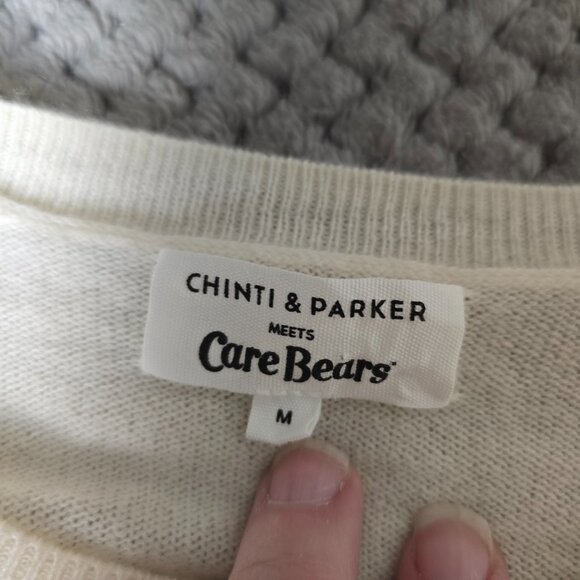 CHINTI & PARKER
MEETS
Care Bears
M